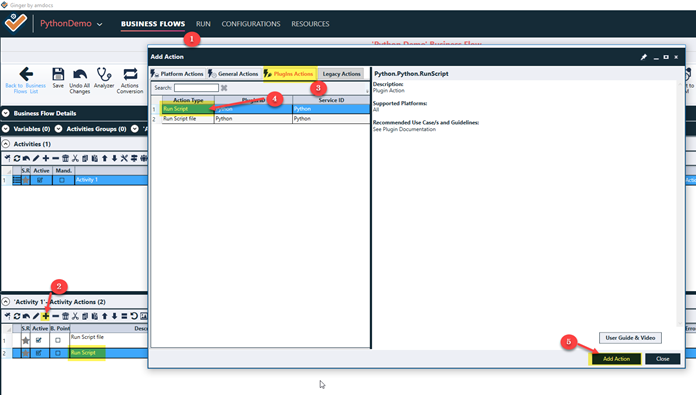 Ginger by amdocs
PythonDemo
BUSINESS FLOWS
RUN
CONFIGURATIONS
RESOURCES
1
'Python Demo' Business Flow
Back to Business
Flows List
Save
Undo All
Changes
Analyzer
Actions
Conversion
Add Action
Platform Actions
General Actions
PlugIns Actions
Legacy Actions
3
Search:
Action Type
Plugin ID
Service ID
4
1
Run Script
Python
Python
2
Run Script file
Python
Python
Python.Python.RunScript
Description:
Plugin Action
Supported Platforms:
All
Recommended Use Case/s and Guidelines:
See Plugin Documentation
Business Flow Details
Variables (0)
Activities Groups (0)
Activities (1)
S.R
Active
Mand.
1
Activity 1
2
'Activity 1'- Activity Actions (2)
S.R
Active
B. Point
1
Run Script file
2
Run Script
5
User Guide & Video
Add Action
Close